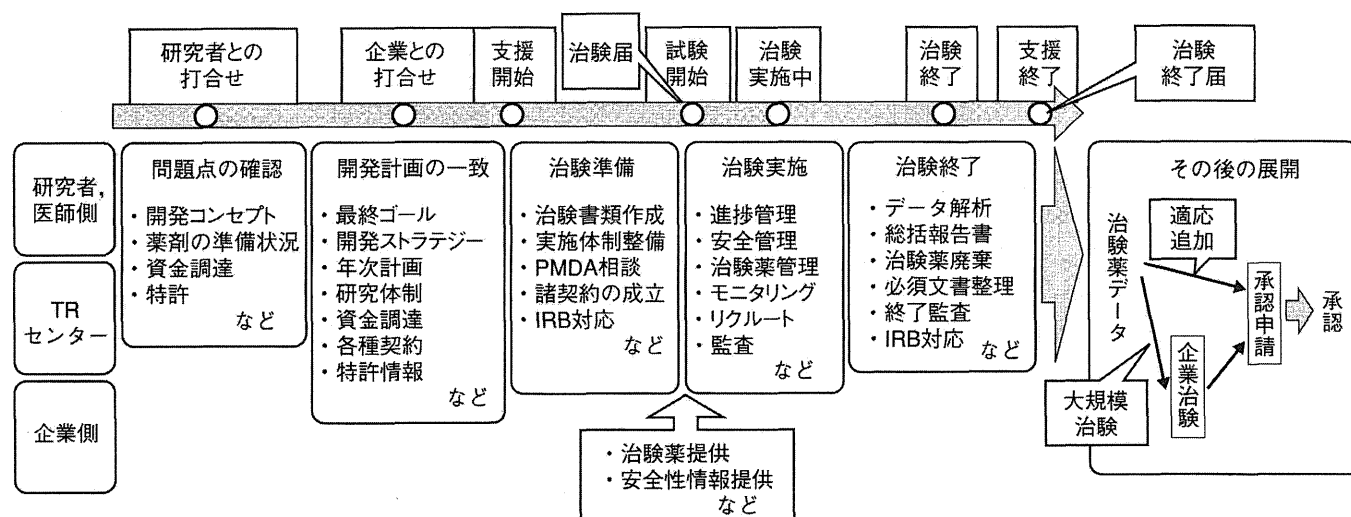 研究者との
打合せ
企業との
打合せ
支援
開始
治験届
試験
開始
治験
実施中
治験
終了
支援
終了
治験
終了届
研究者,
医師側
TR
センター
企業側
問題点の確認
・開発コンセプト
・薬剤の準備状況
・資金調達
・特許
など
開発計画の一致
・最終ゴール
・開発ストラテジー
・年次計画
・研究体制
・資金調達
・各種契約
・特許情報
など
治験準備
・治験書類作成
・実施体制整備
・PMDA相談
・諸契約の成立
・IRB対応
など
治験実施
・進捗管理
・安全管理
・治験薬管理
・モニタリング
・リクルート
・監査
など
治験終了
・データ解析
・総括報告書
・治験薬廃棄
・必須文書整理
・終了監査
・IRB対応
など
・治験薬提供
・安全性情報提供
など
その後の展開
治験薬データ
適応
追加
大規模
治験
企業治験
承認申請
承認